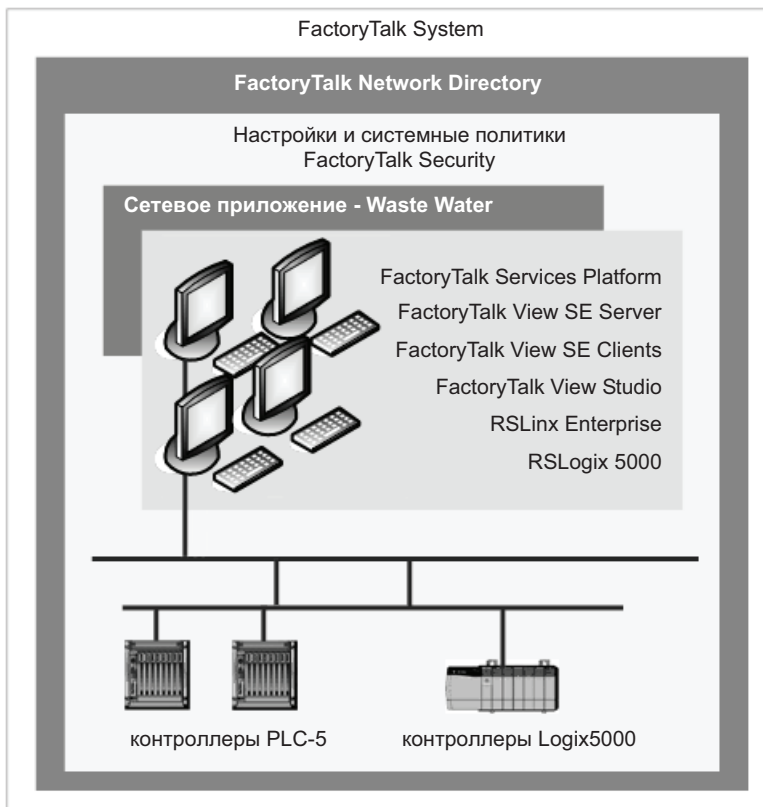 FactoryTalk System
FactoryTalk Network Directory
Настройки и системные политики
FactoryTalk Security
Сетевое приложение - Waste Water
FactoryTalk Services Platform
FactoryTalk View SE Server
FactoryTalk View SE Clients
FactoryTalk View Studio
RSLinx Enterprise
RSLogix 5000
контроллеры PLC-5
контроллеры Logix5000